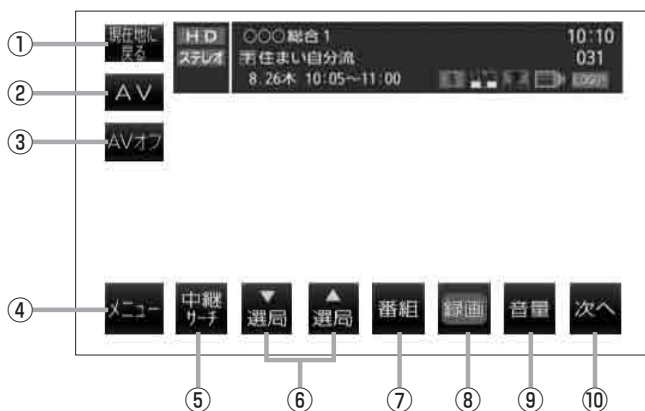 ① 現在地に
戻る
HD
ステレオ
○○○総合1
10:10
031
住まい自分流
8.26木 10:05〜11:00
② AV
③ AVオフ
④ メニュー
中継
サーチ
▼
選局
▲
選局
番組
録画
音量
次へ
⑤ ⑥ ⑦ ⑧ ⑨ ⑩